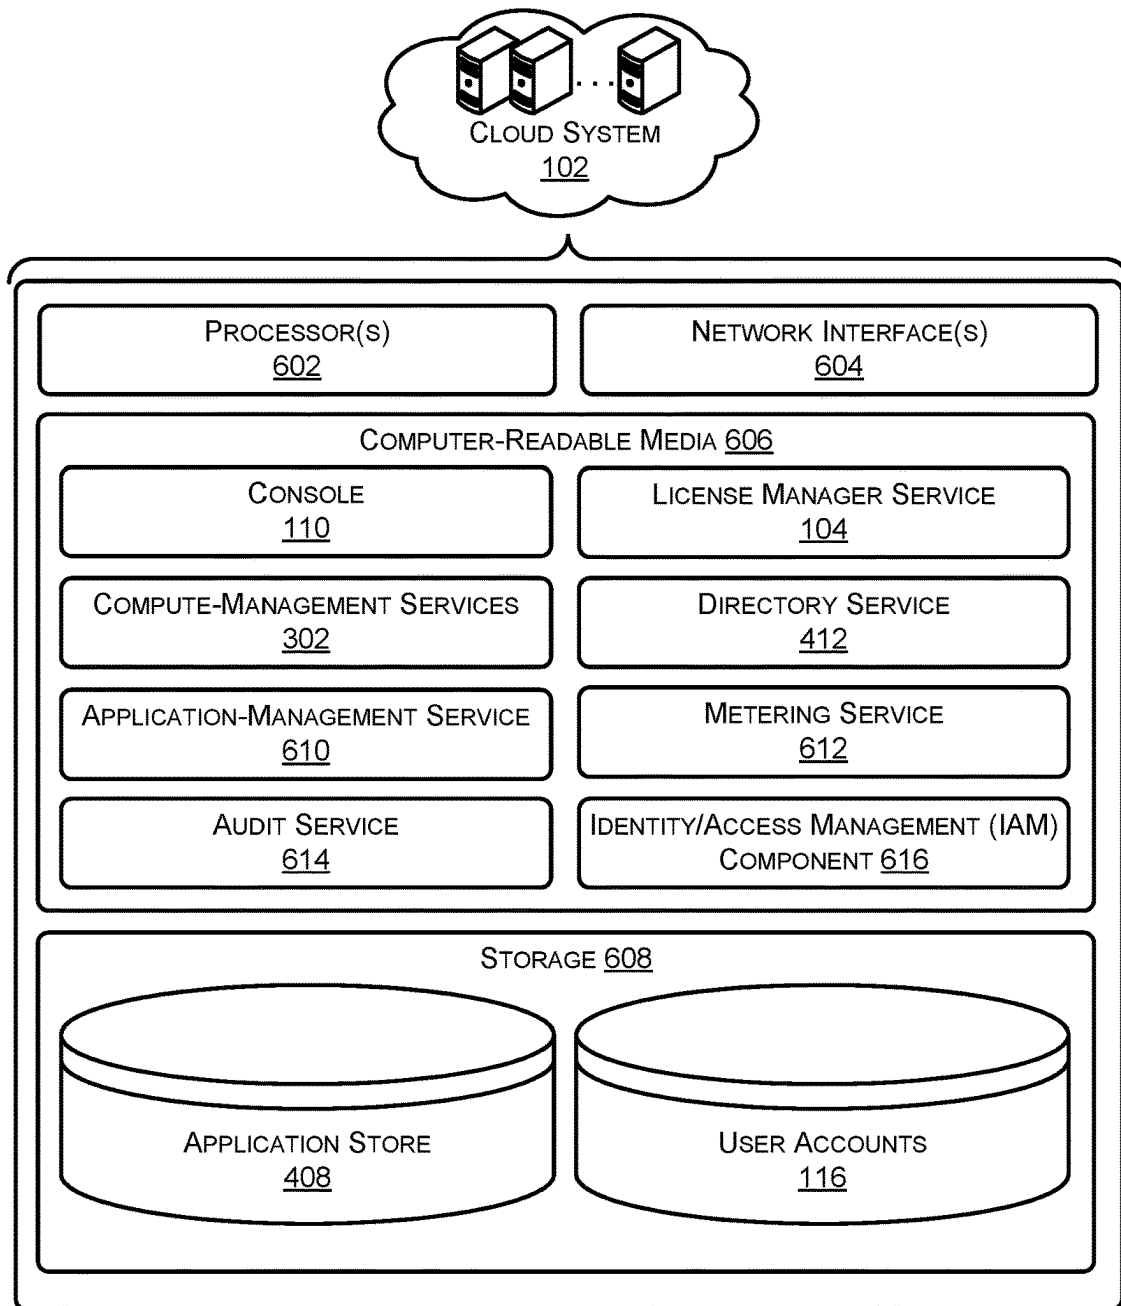 CLOUD SYSTEM
102
PROCESSOR(S)
602
NETWORK INTERFACE(S)
604
COMPUTER-READABLE MEDIA 606
CONSOLE
110
LICENSE MANAGER SERVICE
104
COMPUTE-MANAGEMENT SERVICES
302
DIRECTORY SERVICE
412
APPLICATION-MANAGEMENT SERVICE
610
METERING SERVICE
612
AUDIT SERVICE
614
IDENTITY/ACCESS MANAGEMENT (IAM)
COMPONENT 616
STORAGE 608
APPLICATION STORE
408
USER ACCOUNTS
116